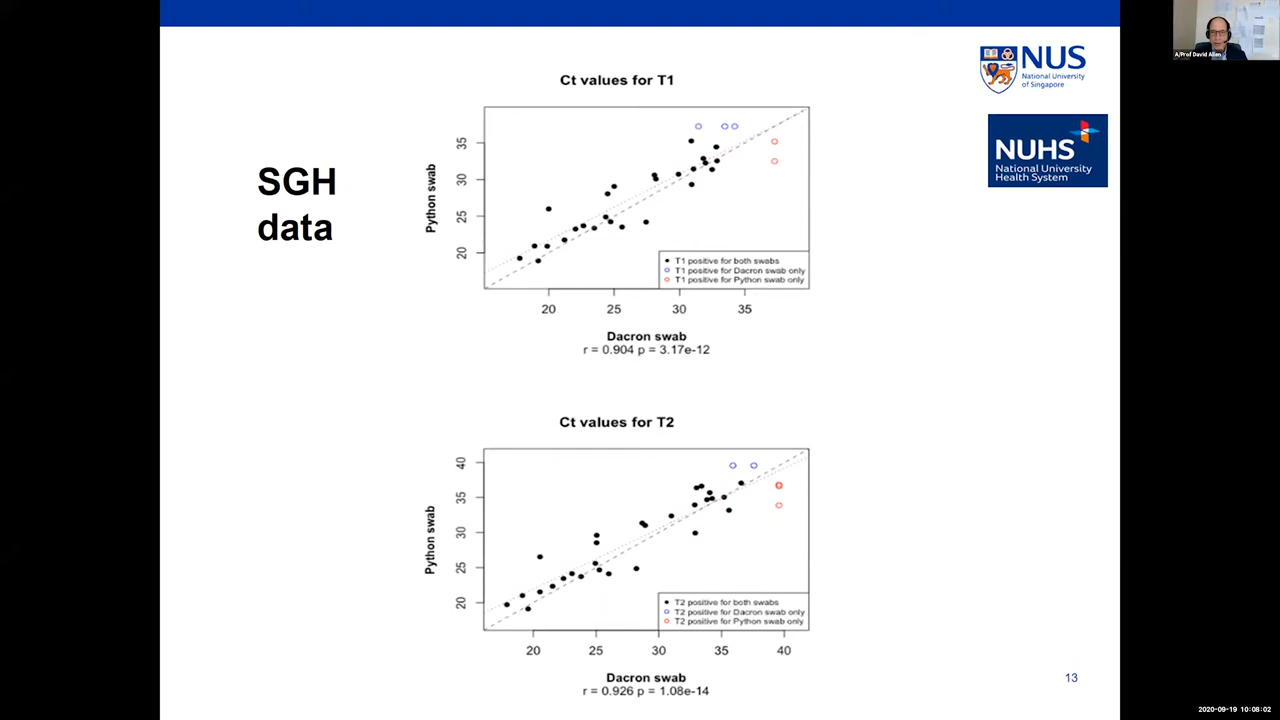 A/Prof David Allen
NUS
National University
of Singapore
NUHS
National University
Health System
SGH
data
Ct values for T1
Python swab
35
30
25
20
T1 positive for both swabs
T1 positive for Dacron swab only
T1 positive for Python swab only
20 25 30 35
Dacron swab
r = 0.904 p = 3.17e-12
Ct values for T2
Python swab
40
35
30
25
20
T2 positive for both swabs
T2 positive for Dacron swab only
T2 positive for Python swab only
20 25 30 35 40
Dacron swab
r = 0.926 p = 1.08e-14
13
2020-09-19 10:08:02